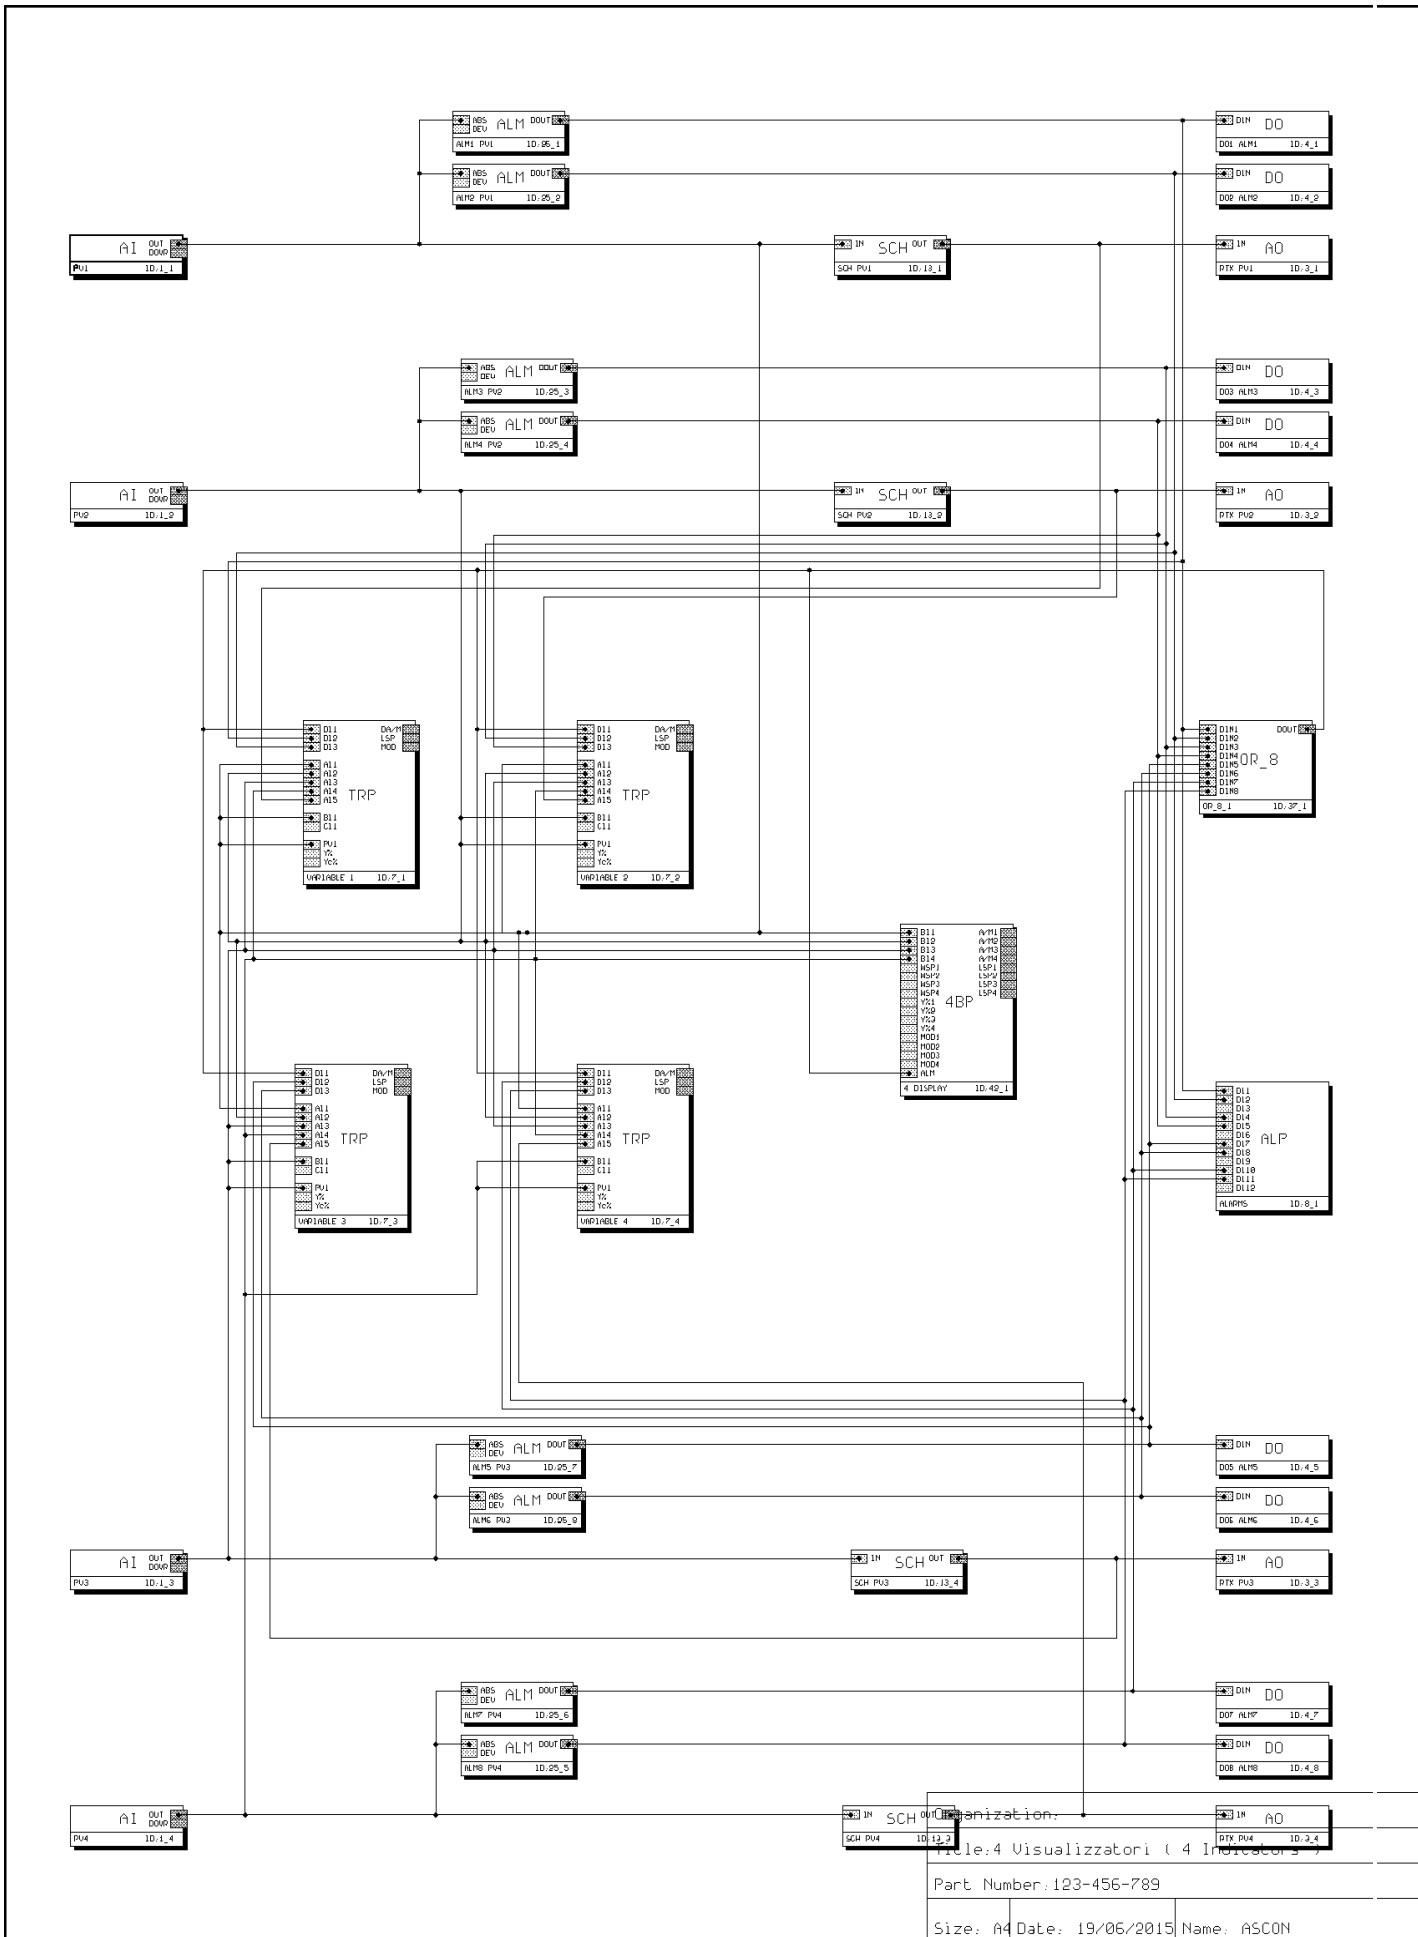 ABS ALM DOUT
DEV
ALM1 PV1 ID:25_1
DIN DO
DO1 ALM1 ID:4_1
ABS ALM DOUT
DEV
ALM2 PV1 ID:25_2
DIN DO
DO2 ALM2 ID:4_2
AI OUT
DOVR
PV1 ID:1_1
IN SCH OUT
SCH PV1 ID:13_1
IN AO
RTX PV1 ID:3_1
ABS ALM DOUT
DEV
ALM3 PV2 ID:25_3
DIN DO
DO3 ALM3 ID:4_3
ABS ALM DOUT
DEV
ALM4 PV2 ID:25_4
DIN DO
DO4 ALM4 ID:4_4
AI OUT
DOVR
PV2 ID:1_2
IN SCH OUT
SCH PV2 ID:13_2
IN AO
RTX PV2 ID:3_2
DI1 DA/M
DI2 LSP
DI3 MOD
AI1
AI2
AI3
AI4 TRP
AI5
BI1
CI1
PV1
Y%
Yc%
VARIABLE 1 ID:7_1
DI1 DA/M
DI2 LSP
DI3 MOD
AI1
AI2
AI3
AI4 TRP
AI5
BI1
CI1
PV1
Y%
Yc%
VARIABLE 2 ID:7_2
DIN1 DOUT
DIN2
DIN3
DIN4 OR_8
DIN5
DIN6
DIN7
DIN8
OR_8_1 ID:37_1
BI1 A/M1
BI2 A/M2
BI3 A/M3
BI4 A/M4
WSP1 LSP1
WSP2 LSP2
WSP3 LSP3
WSP4 LSP4
Y%1 4BP
Y%2
Y%3
Y%4
MOD1
MOD2
MOD3
MOD4
ALM
4 DISPLAY ID:42_1
DI1 DA/M
DI2 LSP
DI3 MOD
AI1
AI2
AI3
AI4 TRP
AI5
BI1
CI1
PV1
Y%
Yc%
VARIABLE 3 ID:7_3
DI1 DA/M
DI2 LSP
DI3 MOD
AI1
AI2
AI3
AI4 TRP
AI5
BI1
CI1
PV1
Y%
Yc%
VARIABLE 4 ID:7_4
DI1
DI2
DI3
DI4
DI5
DI6 ALP
DI7
DI8
DI9
DI10
DI11
DI12
ALARMS ID:8_1
ABS ALM DOUT
DEV
ALM5 PV3 ID:25_7
DIN DO
DO5 ALM5 ID:4_5
ABS ALM DOUT
DEV
ALM6 PV3 ID:25_8
DIN DO
DO6 ALM6 ID:4_6
AI OUT
DOVR
PV3 ID:1_3
IN SCH OUT
SCH PV3 ID:13_4
IN AO
RTX PV3 ID:3_3
ABS ALM DOUT
DEV
ALM7 PV4 ID:25_6
DIN DO
DO7 ALM7 ID:4_7
ABS ALM DOUT
DEV
ALM8 PV4 ID:25_5
DIN DO
DO8 ALM8 ID:4_8
AI OUT
DOVR
PV4 ID:1_4
IN SCH OUT
SCH PV4 ID:13_3
IN AO
RTX PV4 ID:3_4
Organization:
Title:4 Visualizzatori ( 4 Indicators )
Part Number:123-456-789
Size: A4 Date: 19/06/2015 Name: ASCON